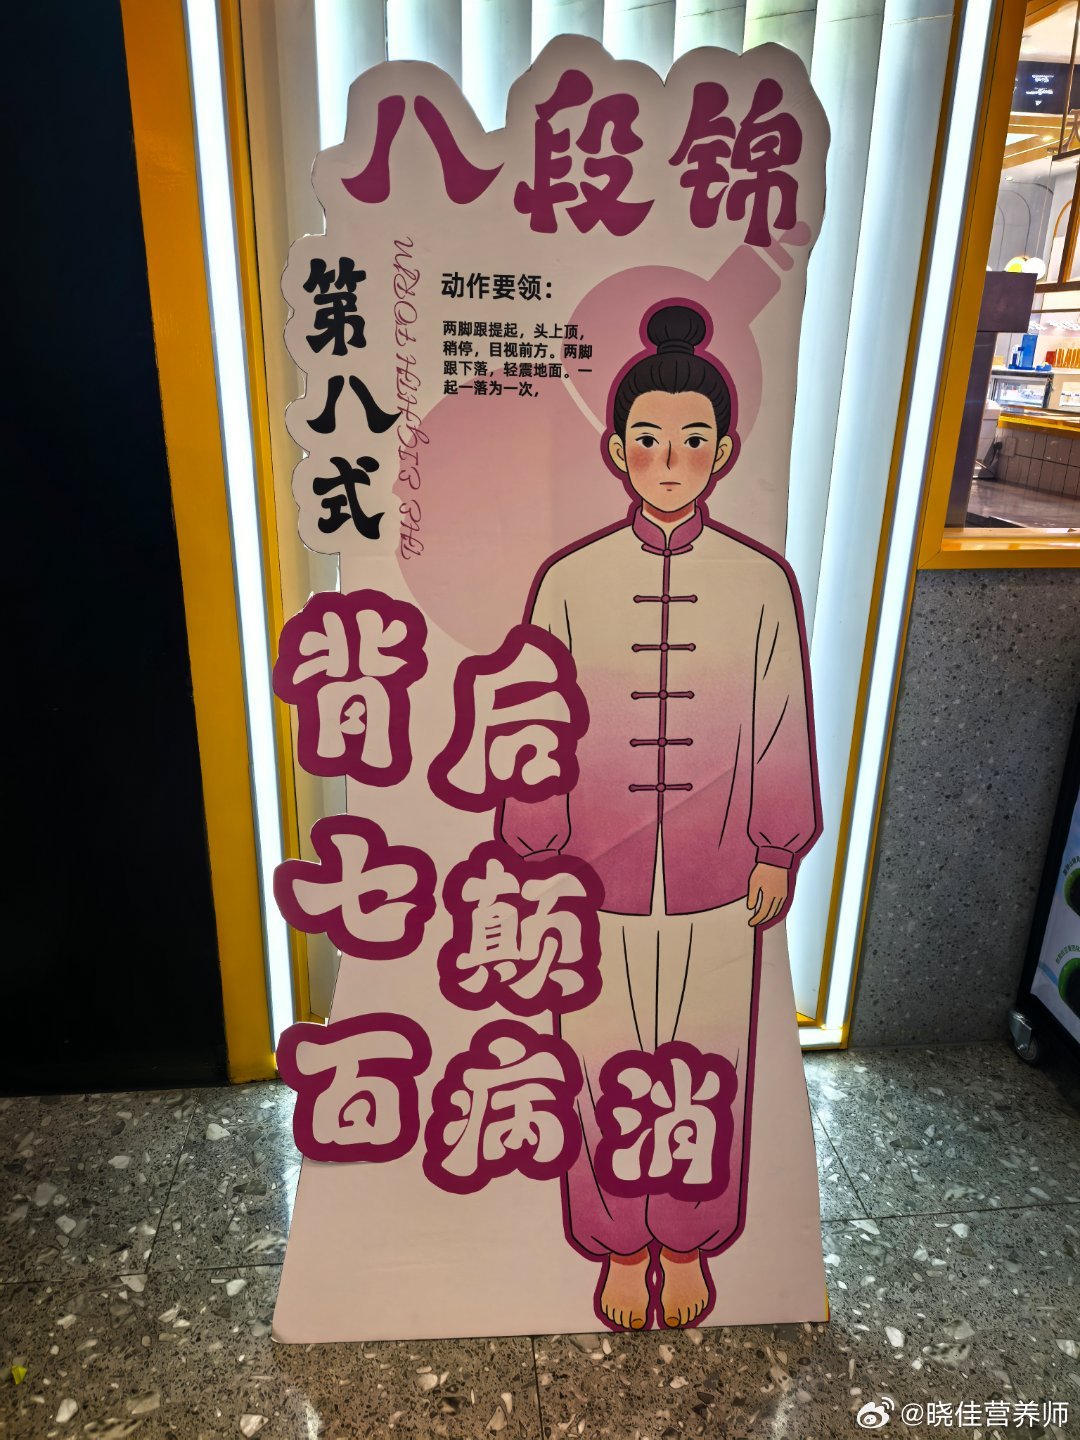 八段锦
第八式
动作要领：
两脚跟提起，头上顶，
稍停，目视前方。两脚
跟下落，轻震地面。一
起一落为一次，
背后
七颠
百病消
@晓佳营养师